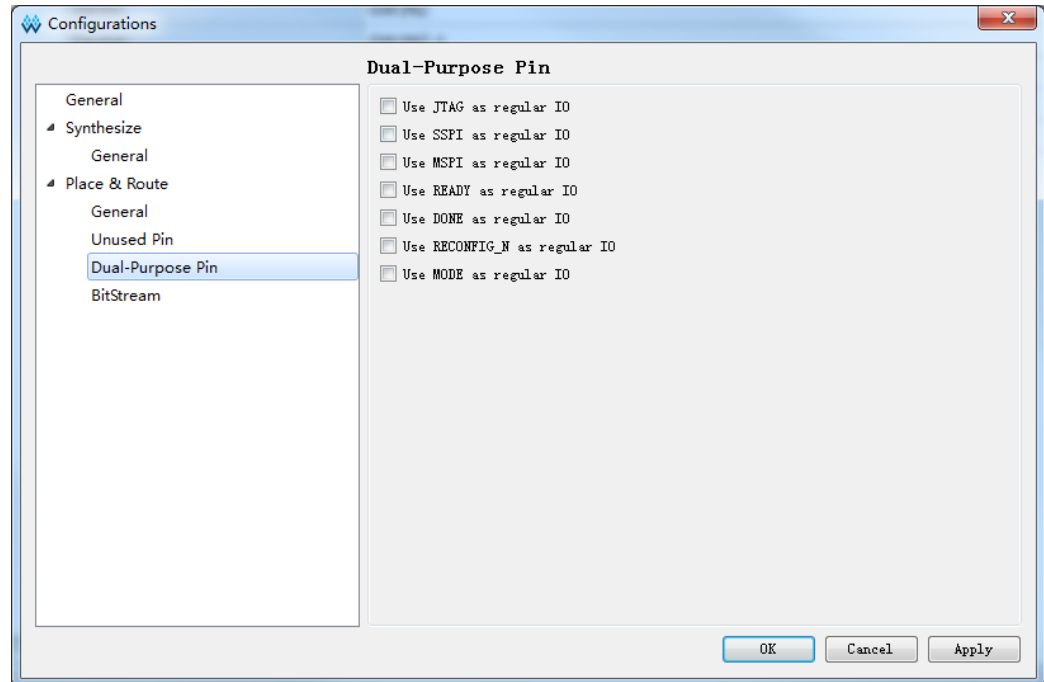 Configurations
Dual-Purpose Pin
General
Synthesize
General
Place & Route
General
Unused Pin
Dual-Purpose Pin
BitStream
Use JTAG as regular IO
Use SSPI as regular IO
Use MSPI as regular IO
Use READY as regular IO
Use DONE as regular IO
Use RECONFIG_N as regular IO
Use MODE as regular IO
OK Cancel Apply